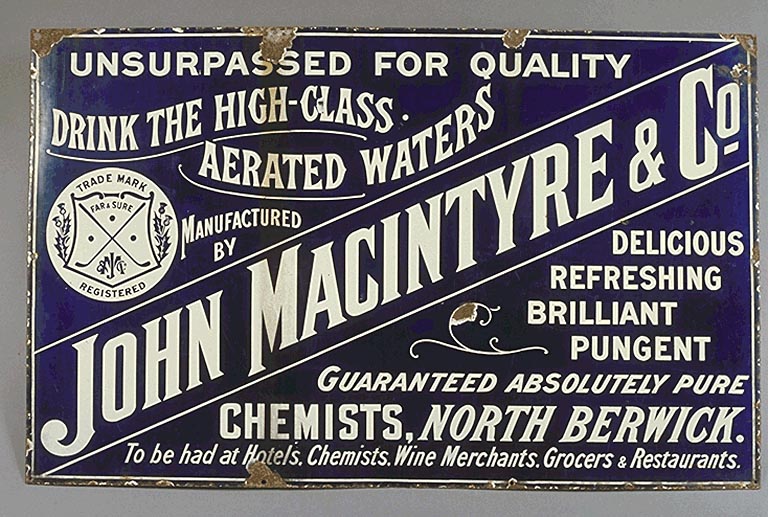 UNSURPASSED FOR QUALITY
DRINK THE HIGH-CLASS.
AERATED WATERS
TRADE MARK
FAR & SURE
REGISTERED
MANUFACTURED
BY
JOHN MACINTYRE & Co
DELICIOUS
REFRESHING
BRILLIANT
PUNGENT
GUARANTEED ABSOLUTELY PURE
CHEMISTS, NORTH BERWICK.
To be had at Hotels. Chemists. Wine Merchants. Grocers & Restaurants.